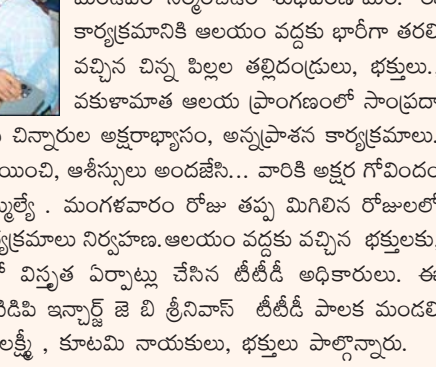 కార్యక్రమానికి ఆలయం వద్దకు భారీగా తరలి
వచ్చిన చిన్న పిల్లల తల్లిదండ్రులు, భక్తులు..
వకుళామాత ఆలయ ప్రాంగణంలో సాంప్రదా
చిన్నారుల అక్షరాభ్యాసం, అన్నప్రాశన కార్యక్రమాలు.
యించి, ఆశీస్సులు అందజేసి... వారికి అక్షర గోవిందం
మ్మెల్యే . మంగళవారం రోజు తప్ప మిగిలిన రోజులలో
్యక్రమాలు నిర్వహణ.ఆలయం వద్దకు వచ్చిన భక్తులకు.
లో విస్తృత ఏర్పాట్లు చేసిన టీటీడీ అధికారులు. ఈ
టిడిపి ఇన్చార్జ్ జె బి శ్రీనివాస్ టీటీడీ పాలక మండలి
లక్ష్మీ , కూటమి నాయకులు, భక్తులు పాల్గొన్నారు.